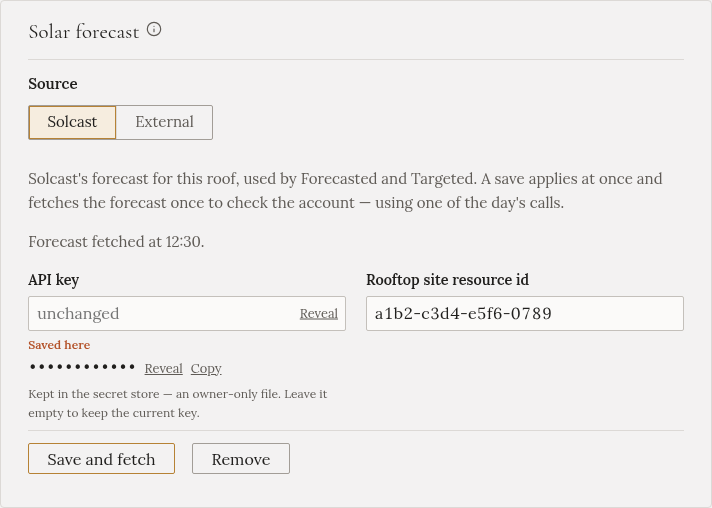 Solar forecast
Source
Solcast External
Solcast's forecast for this roof, used by Forecasted and Targeted. A save applies at once and
fetches the forecast once to check the account — using one of the day's calls.
Forecast fetched at 12:30.
API key
Rooftop site resource id
unchanged Reveal
a1b2-c3d4-e5f6-0789
Saved here
•••••••••••• Reveal Copy
Kept in the secret store — an owner-only file. Leave it
empty to keep the current key.
Save and fetch Remove